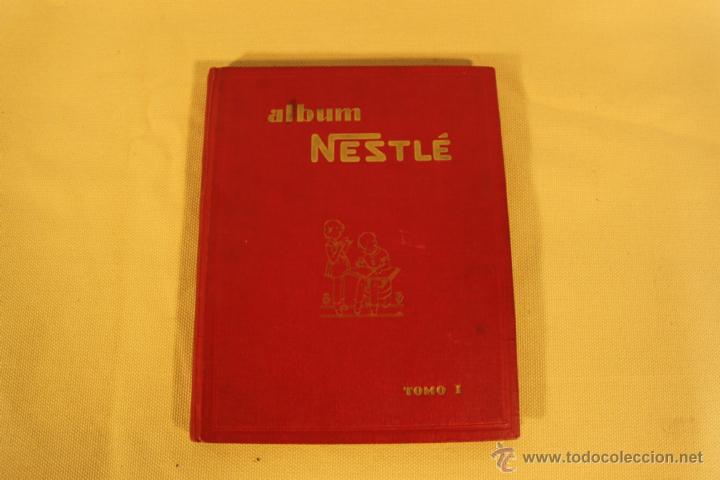 album
NESTLÉ
TOMO I
www.todocoleccion.net